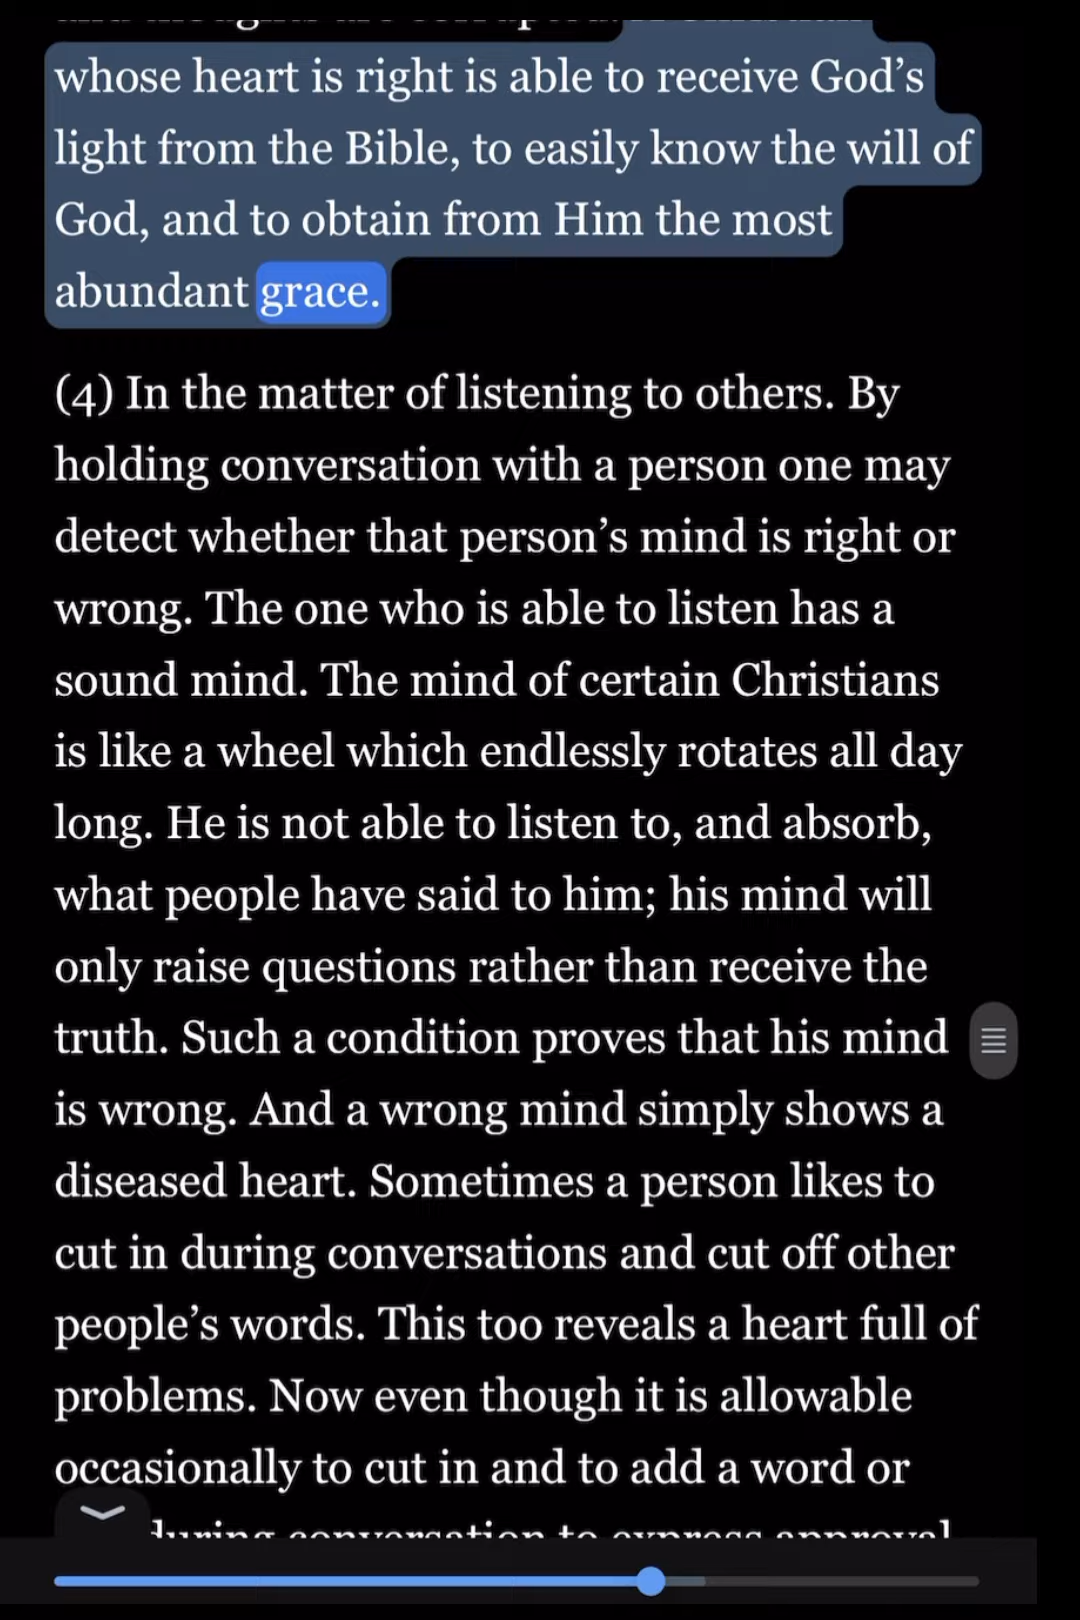 whose heart is right is able to receive God’s
light from the Bible, to easily know the will of
God, and to obtain from Him the most
abundant grace.
(4) In the matter of listening to others. By
holding conversation with a person one may
detect whether that person’s mind is right or
wrong. The one who is able to listen has a
sound mind. The mind of certain Christians
is like a wheel which endlessly rotates all day
long. He is not able to listen to, and absorb,
what people have said to him; his mind will
only raise questions rather than receive the
truth. Such a condition proves that his mind
is wrong. And a wrong mind simply shows a
diseased heart. Sometimes a person likes to
cut in during conversations and cut off other
people’s words. This too reveals a heart full of
problems. Now even though it is allowable
occasionally to cut in and to add a word or
during conversation to express approval